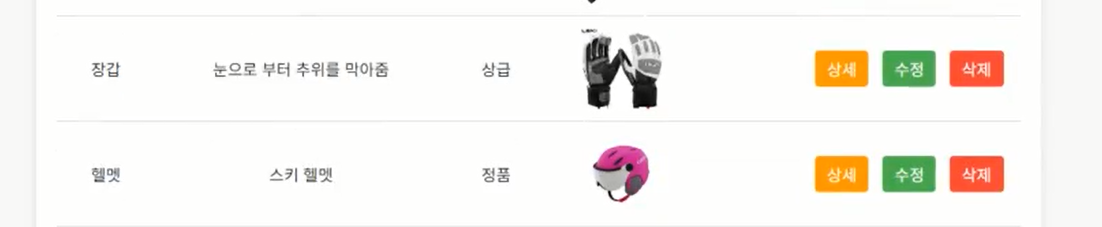 장갑 눈으로 부터 추위를 막아줌 상급 상세 수정 삭제
헬멧 스키 헬멧 정품 상세 수정 삭제